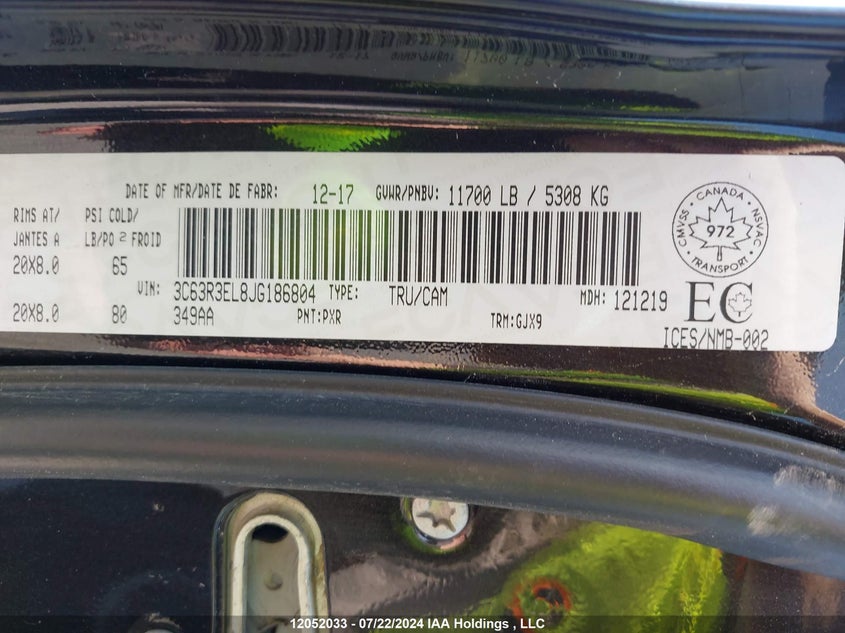 DATE OF MFR/DATE DE FABR: 12-17 GVWR/PNBV: 11700 LB / 5308 KG
RIMS AT/ PSI COLD/
JANTES A LB/PO 2 FROID
20X8.0 65
VIN: 3C63R3EL8JG186804 TYPE: TRU/CAM MDH: 121219
20X8.0 80 349AA PNT:PXR TRM:GJX9
CANADA
CMVSS 972 NSVAC
TRANSPORT
EC
ICES/NMB-002
12052033 - 07/22/2024 IAA Holdings , LLC